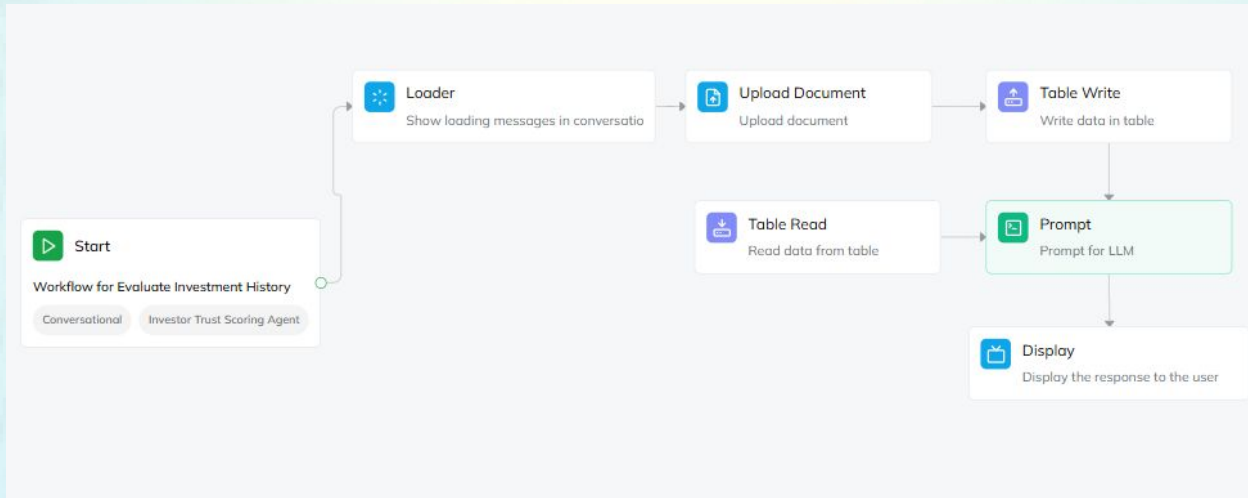 Loader
Show loading messages in conversatio
Upload Document
Upload document
Table Write
Write data in table
Start
Workflow for Evaluate Investment History
Conversational
Investor Trust Scoring Agent
Table Read
Read data from table
Prompt
Prompt for LLM
Display
Display the response to the user